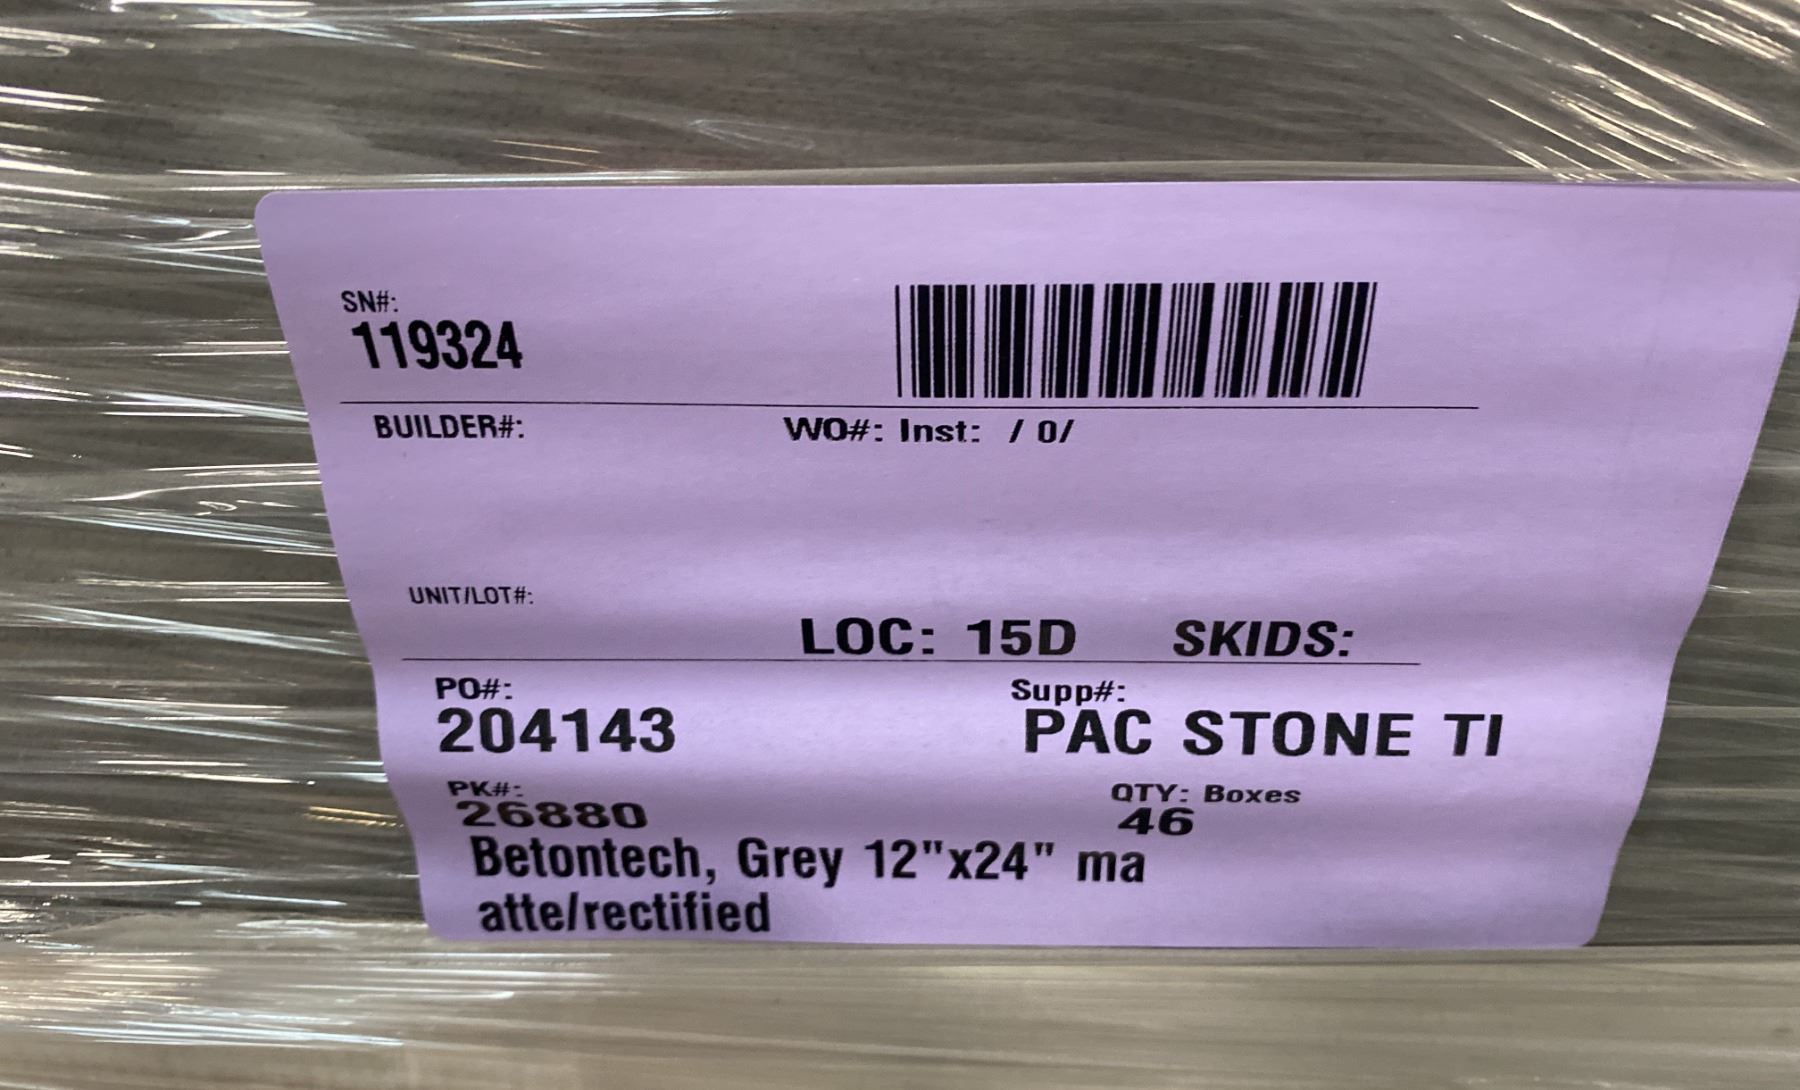 SN#:
119324
BUILDER#: WO#: Inst: / 0/
UNIT/LOT#:
LOC: 15D SKIDS:
PO#: Supp#:
204143 PAC STONE TI
PK#: QTY: Boxes
26880 46
Betontech, Grey 12"x24" ma
atte/rectified